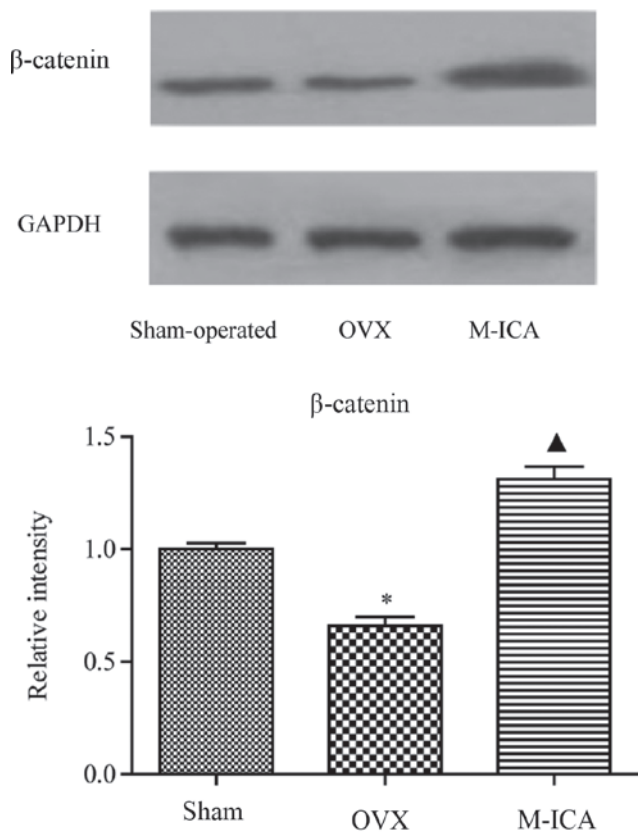 β-catenin
GAPDH
Sham-operated OVX M-ICA
β-catenin
Relative intensity
1.5
1.0
0.5
0.0
*
▲
Sham OVX M-ICA